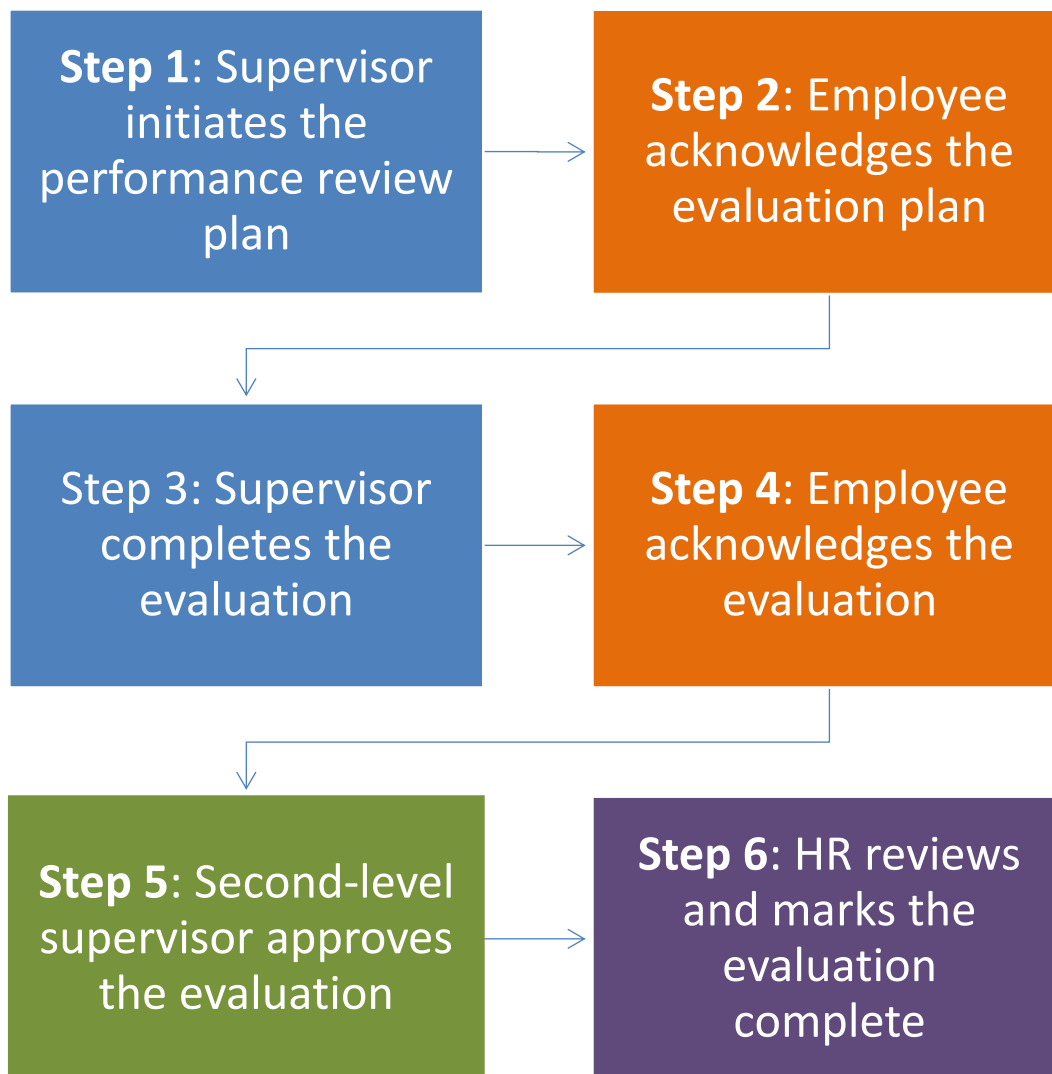 Step 1: Supervisor
initiates the
performance review
plan
Step 2: Employee
acknowledges the
evaluation plan
Step 3: Supervisor
completes the
evaluation
Step 4: Employee
acknowledges the
evaluation
Step 5: Second-level
supervisor approves
the evaluation
Step 6: HR reviews
and marks the
evaluation
complete